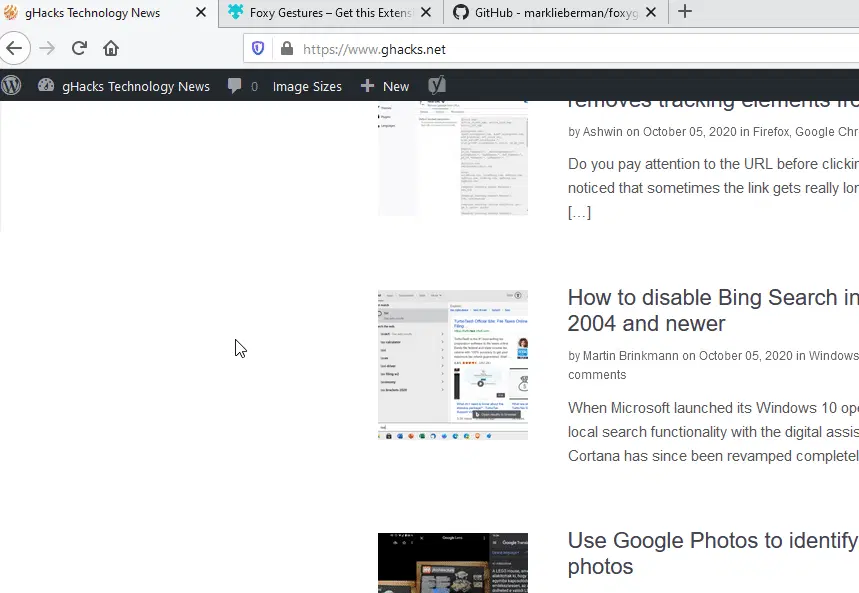 gHacks Technology News
Foxy Gestures – Get this Extens
GitHub - marklieberman/foxyg
https://www.ghacks.net
gHacks Technology News 0 Image Sizes New
removes tracking elements fro
by Ashwin on October 05, 2020 in Firefox, Google Chr
Do you pay attention to the URL before clickin
noticed that sometimes the link gets really lon
[…]
How to disable Bing Search in
2004 and newer
by Martin Brinkmann on October 05, 2020 in Windows
comments
When Microsoft launched its Windows 10 ope
local search functionality with the digital assis
Cortana has since been revamped completel
Use Google Photos to identify
photos